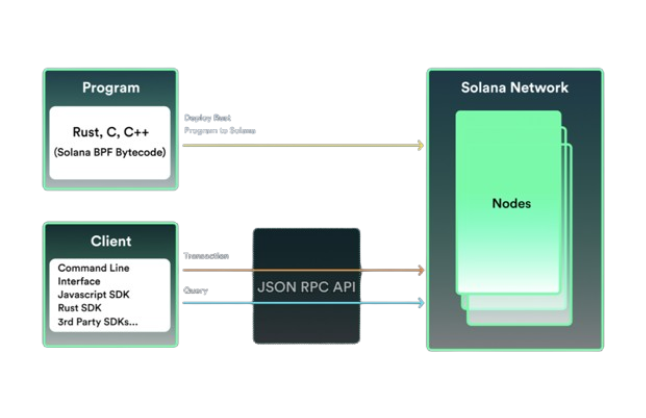 Program
Rust, C, C++
(Solana BPF Bytecode)
Deploy Rust
Program to Solana
Solana Network
Nodes
Client
Command Line
Interface
Javascript SDK
Rust SDK
3rd Party SDKs...
Transaction
Query
JSON RPC API